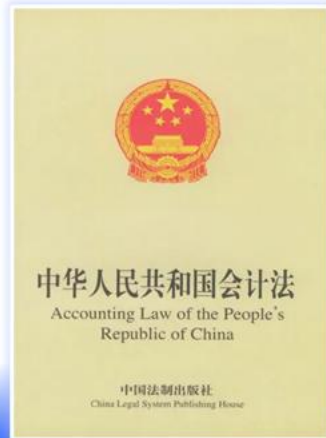 中华人民共和国会计法
Accounting Law of the People's
Republic of China
中国法制出版社
China Legal System Publishing House